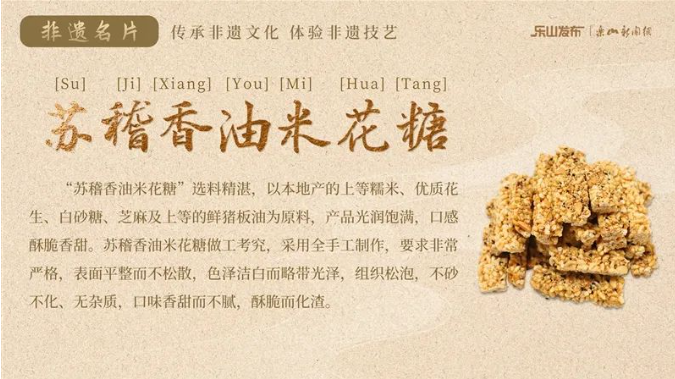 非遗名片 传承非遗文化 体验非遗技艺 乐山发布 乐山新闻网
[Su] [Ji] [Xiang] [You] [Mi] [Hua] [Tang]
苏稽香油米花糖
“苏稽香油米花糖”选料精湛，以本地产的上等糯米、优质花
生、白砂糖、芝麻及上等的鲜猪板油为原料，产品光润饱满，口感
酥脆香甜。苏稽香油米花糖做工考究，采用全手工制作，要求非常
严格，表面平整而不松散，色泽洁白而略带光泽，组织松泡，不砂
不化、无杂质，口味香甜而不腻，酥脆而化渣。